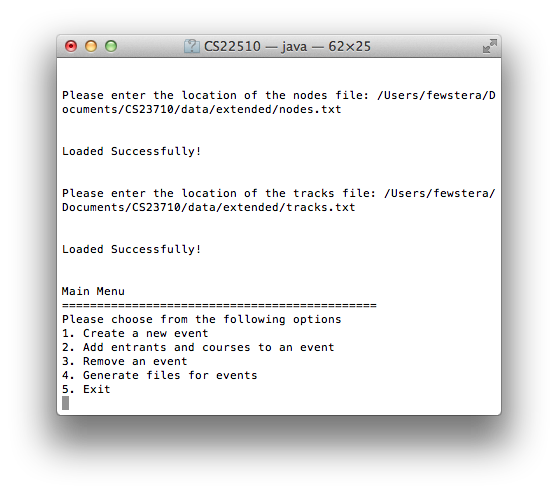 CS22510 — java — 62×25
Please enter the location of the nodes file: /Users/fewstera/D
ocuments/CS23710/data/extended/nodes.txt
Loaded Successfully!
Please enter the location of the tracks file: /Users/fewstera/
Documents/CS23710/data/extended/tracks.txt
Loaded Successfully!
Main Menu
=============================================
Please choose from the following options
1. Create a new event
2. Add entrants and courses to an event
3. Remove an event
4. Generate files for events
5. Exit